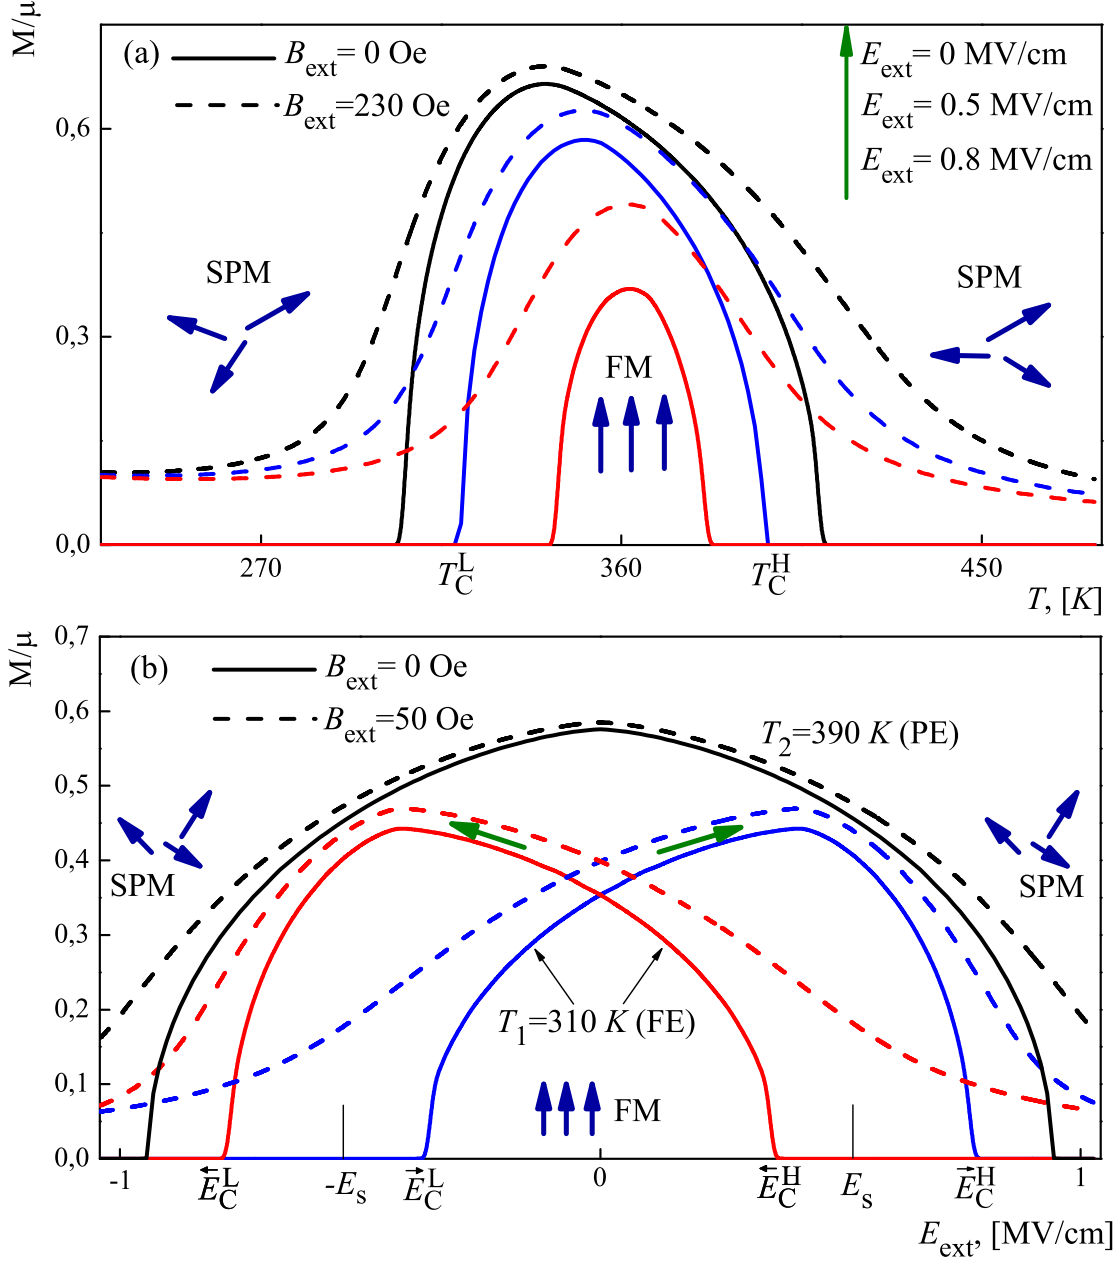 M/μ
(a)
B_ext= 0 Oe
B_ext=230 Oe
E_ext= 0 MV/cm
E_ext= 0.5 MV/cm
E_ext= 0.8 MV/cm
0,6
SPM
SPM
0,3
FM
0,0
270
T_C^L
360
T_C^H
450
T, [K]
M/μ
0,7
(b)
B_ext= 0 Oe
B_ext=50 Oe
0,6
T_2=390 K (PE)
0,5
0,4
SPM
SPM
0,3
0,2
T_1=310 K (FE)
0,1
FM
0,0
-1
E_C^L
-E_s
E_C^L
0
E_C^H
E_s
E_C^H
1
E_ext, [MV/cm]